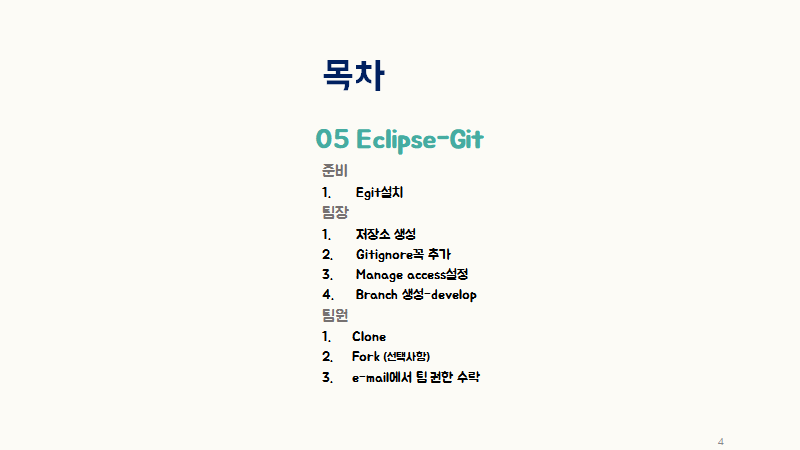 목차
05 Eclipse-Git
준비
1. Egit설치
팀장
1. 저장소 생성
2. Gitignore꼭 추가
3. Manage access설정
4. Branch 생성-develop
팀원
1. Clone
2. Fork (선택사항)
3. e-mail에서 팀 권한 수락
4